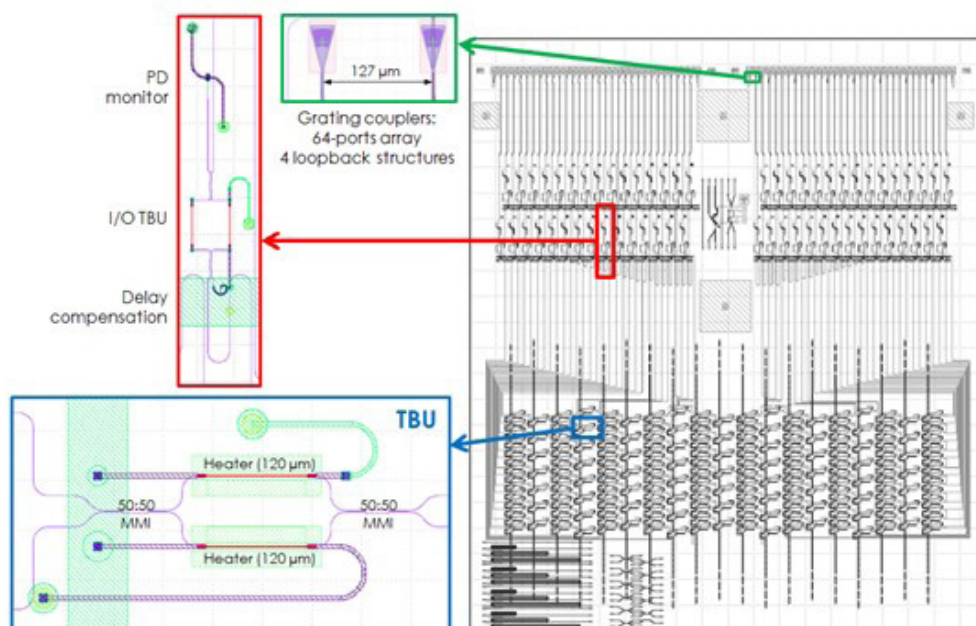 PD
monitor
I/O TBU
Delay
compensation
127 µm
Grating couplers:
64-ports array
4 loopback structures
TBU
Heater (120 µm)
50:50
MMI
50:50
MMI
Heater (120 µm)